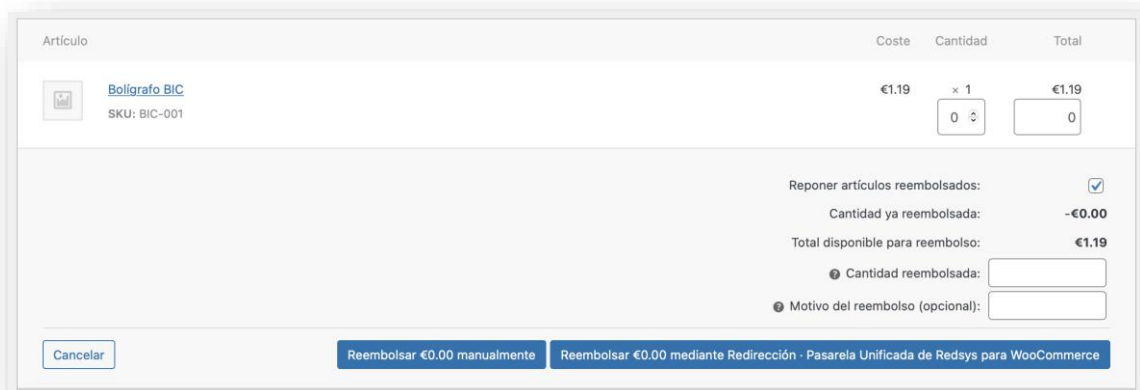 Artículo Coste Cantidad Total
Bolígrafo BIC €1.19 × 1 €1.19
SKU: BIC-001 0 0
Reponer artículos reembolsados:
Cantidad ya reembolsada: -€0.00
Total disponible para reembolso: €1.19
Cantidad reembolsada:
Motivo del reembolso (opcional):
Cancelar Reembolsar €0.00 manualmente Reembolsar €0.00 mediante Redirección · Pasarela Unificada de Redsys para WooCommerce